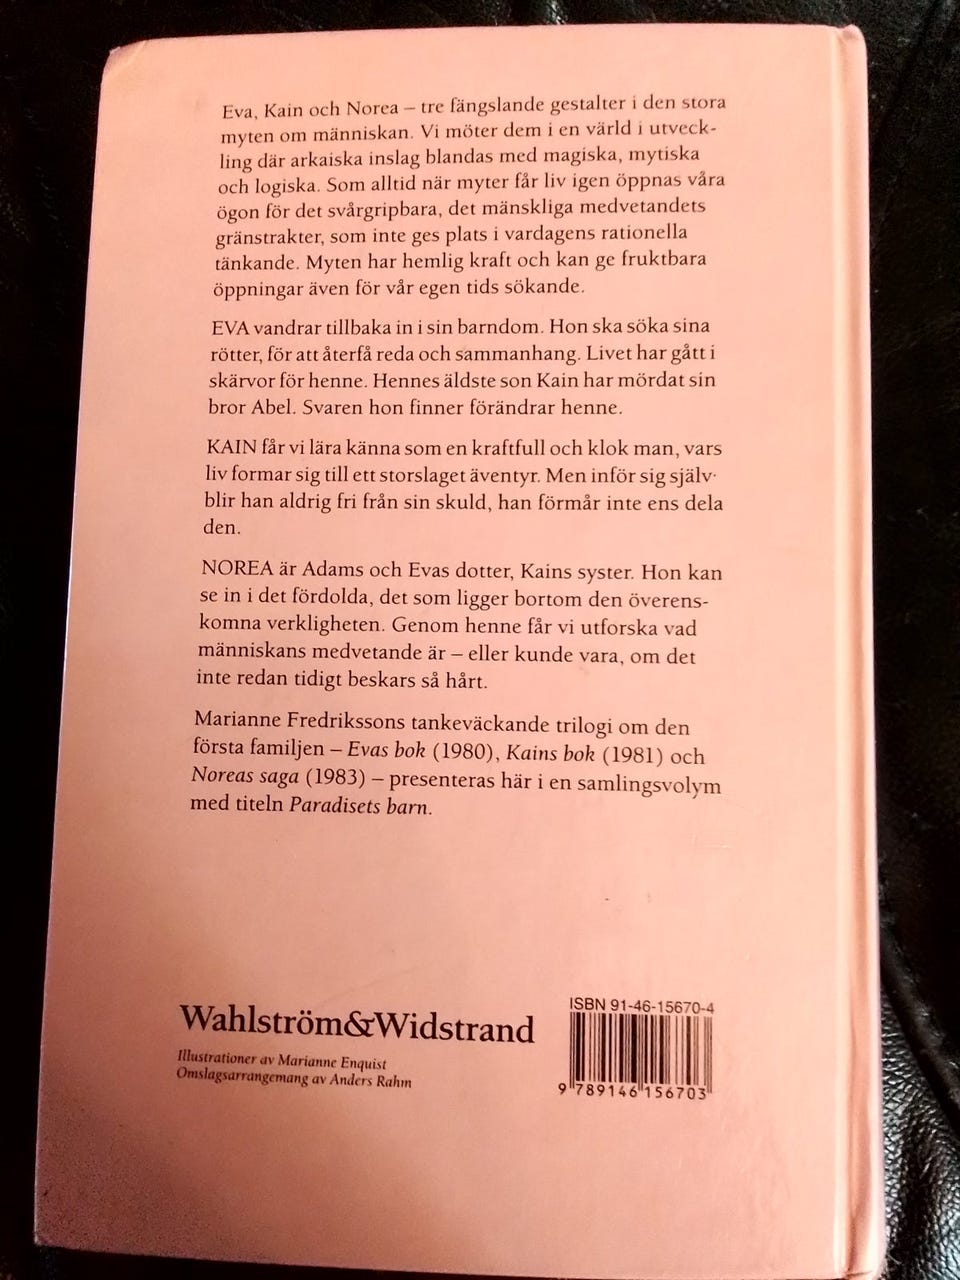 Eva, Kain och Norea – tre fängslande gestalter i den stora
myten om människan. Vi möter dem i en värld i utveck-
ling där arkaiska inslag blandas med magiska, mytiska
och logiska. Som alltid när myter får liv igen öppnas våra
ögon för det svårgripbara, det mänskliga medvetandets
gränstrakter, som inte ges plats i vardagens rationella
tänkande. Myten har hemlig kraft och kan ge fruktbara
öppningar även för vår egen tids sökande.
EVA vandrar tillbaka in i sin barndom. Hon ska söka sina
rötter, för att återfå reda och sammanhang. Livet har gått i
skärvor för henne. Hennes äldste son Kain har mördat sin
bror Abel. Svaren hon finner förändrar henne.
KAIN får vi lära känna som en kraftfull och klok man, vars
liv formar sig till ett storslaget äventyr. Men inför sig själv
blir han aldrig fri från sin skuld, han förmår inte ens dela
den.
NOREA är Adams och Evas dotter, Kains syster. Hon kan
se in i det fördolda, det som ligger bortom den överens-
komna verkligheten. Genom henne får vi utforska vad
människans medvetande är – eller kunde vara, om det
inte redan tidigt beskars så hårt.
Marianne Fredrikssons tankeväckande trilogi om den
första familjen – Evas bok (1980), Kains bok (1981) och
Noreas saga (1983) – presenteras här i en samlingsvolym
med titeln Paradisets barn.
Wahlström&Widstrand
Illustrationer av Marianne Enquist
Omslagsarrangemang av Anders Rahm
ISBN 91-46-15670-4
9 789146 156703